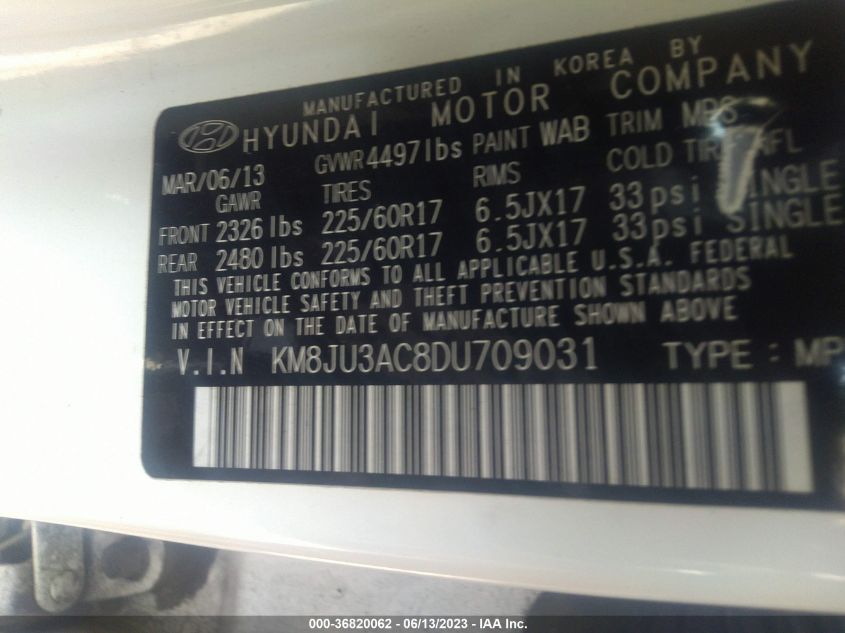 MANUFACTURED IN KOREA BY
HYUNDAI MOTOR COMPANY
MAR/06/13 GVWR 4497lbs PAINT WAB TRIM
GAWR TIRES RIMS COLD
FRONT 2326 lbs 225/60R17 6.5JX17 33psi SINGLE
REAR 2480 lbs 225/60R17 6.5JX17 33psi SINGLE
THIS VEHICLE CONFORMS TO ALL APPLICABLE U.S.A. FEDERAL
MOTOR VEHICLE SAFETY AND THEFT PREVENTION STANDARDS
IN EFFECT ON THE DATE OF MANUFACTURE SHOWN ABOVE
V.I.N KM8JU3AC8DU709031 TYPE : MP
000-36820062 - 06/13/2023 - IAA Inc.